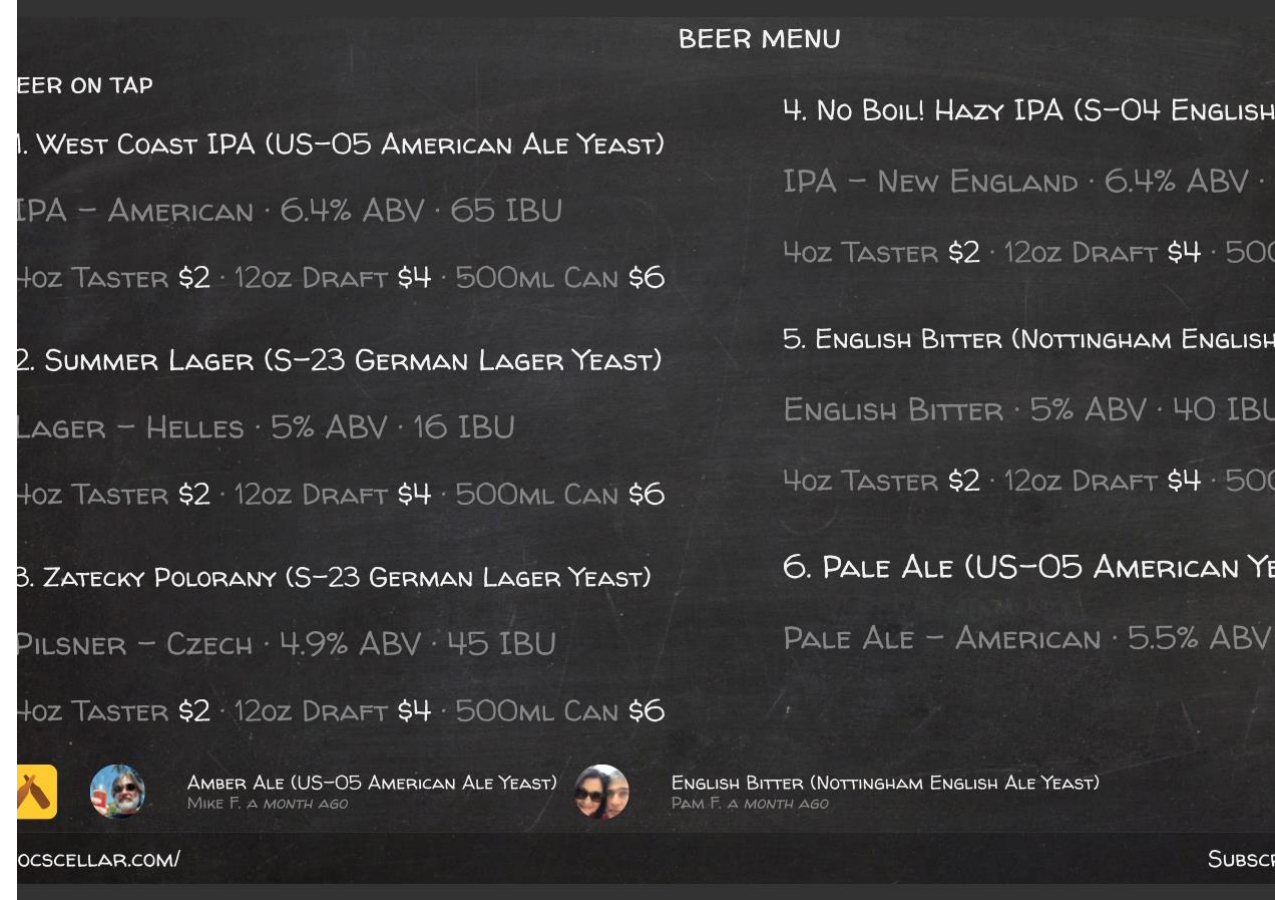 BEER MENU
EER ON TAP
1. West Coast IPA (US-05 American Ale Yeast)
IPA - American · 6.4% ABV · 65 IBU
4oz Taster $2 · 12oz Draft $4 · 500ml Can $6
2. Summer Lager (S-23 German Lager Yeast)
Lager - Helles · 5% ABV · 16 IBU
4oz Taster $2 · 12oz Draft $4 · 500ml Can $6
3. Zatecky Polorany (S-23 German Lager Yeast)
Pilsner - Czech · 4.9% ABV · 45 IBU
4oz Taster $2 · 12oz Draft $4 · 500ml Can $6
4. No Boil! Hazy IPA (S-04 English
IPA - New England · 6.4% ABV ·
4oz Taster $2 · 12oz Draft $4 · 500
5. English Bitter (Nottingham English
English Bitter · 5% ABV · 40 IBU
4oz Taster $2 · 12oz Draft $4 · 500
6. Pale Ale (US-05 American Ye
Pale Ale - American · 5.5% ABV
Amber Ale (US-05 American Ale Yeast)
Mike F. a month ago
English Bitter (Nottingham English Ale Yeast)
Pam F. a month ago
ocscellar.com/
Subsc